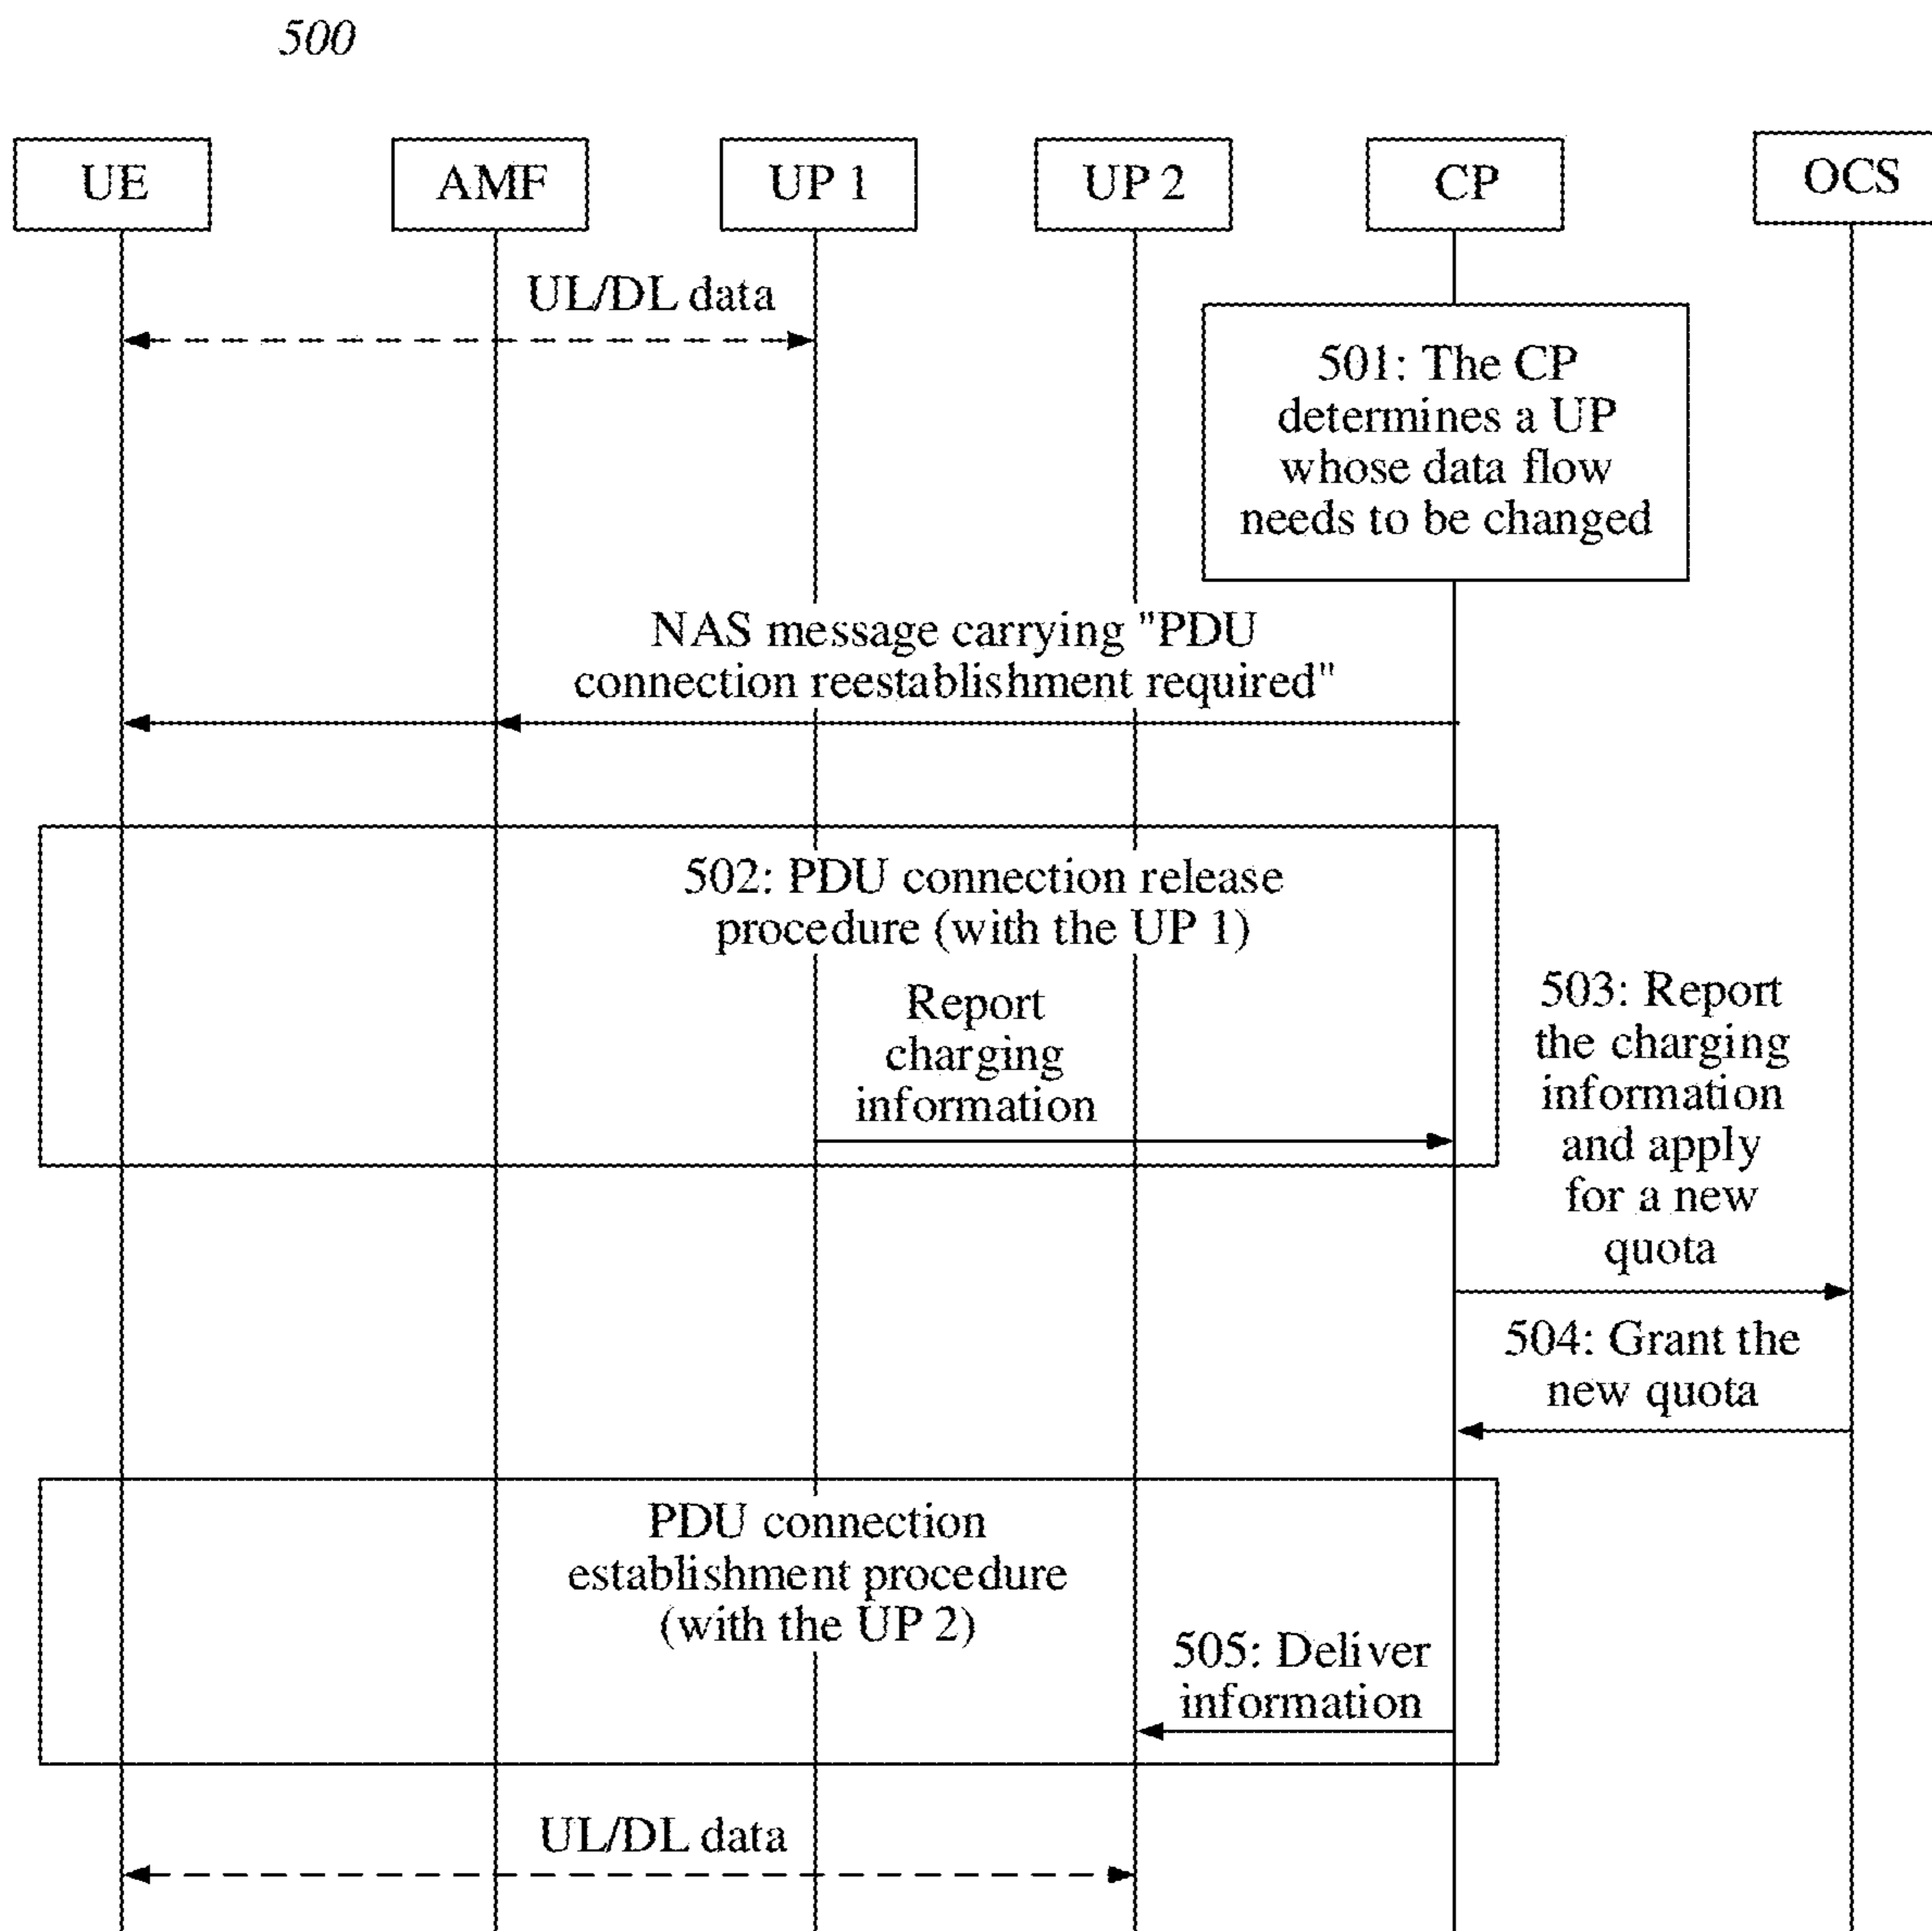 500
UE
AMF
UP 1
UP 2
CP
OCS
UL/DL data
501: The CP
determines a UP
whose data flow
needs to be changed
NAS message carrying "PDU
connection reestablishment required"
502: PDU connection release
procedure (with the UP 1)
Report
charging
information
503: Report
the charging
information
and apply
for a new
quota
504: Grant the
new quota
PDU connection
establishment procedure
(with the UP 2)
505: Deliver
information
UL/DL data